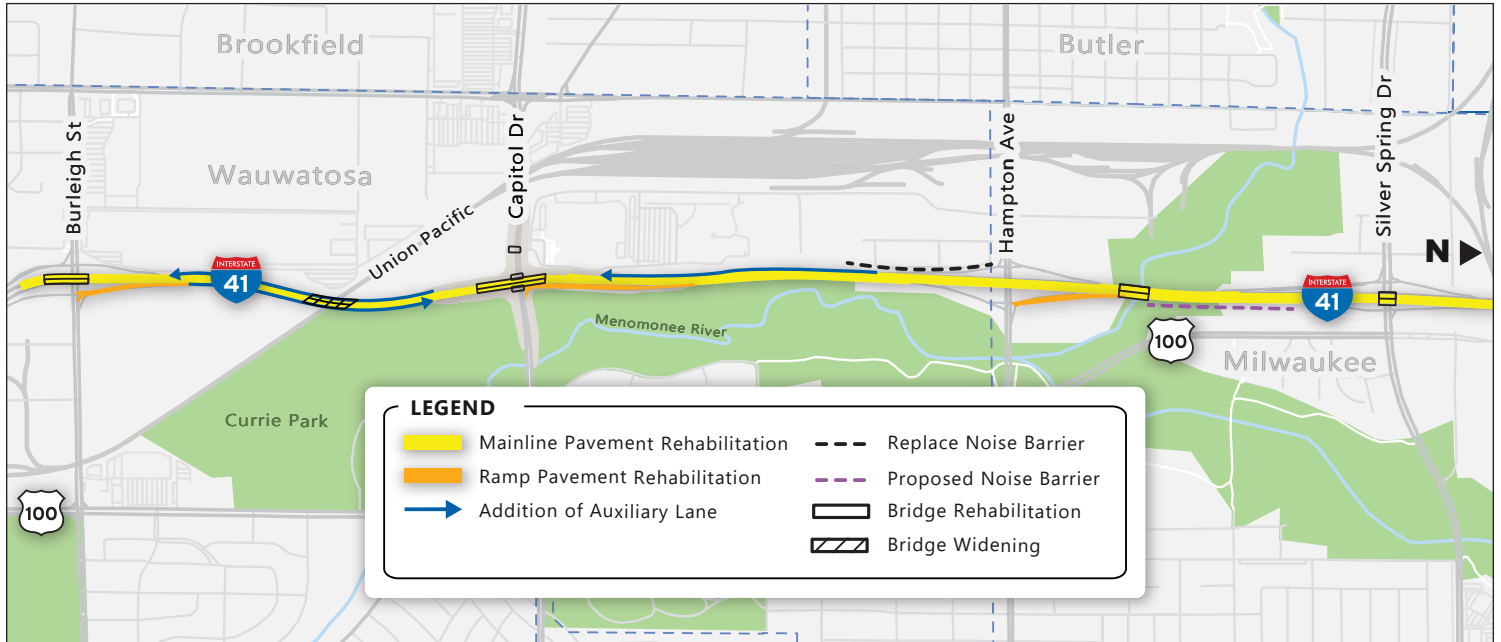 Brookfield
Butler
Burleigh St
Wauwatosa
Union Pacific
Capitol Dr
Hampton Ave
Silver Spring Dr
N
INTERSTATE
41
INTERSTATE
41
Menomonee River
100
Milwaukee
Currie Park
100
LEGEND
Mainline Pavement Rehabilitation
Ramp Pavement Rehabilitation
Addition of Auxiliary Lane
Replace Noise Barrier
Proposed Noise Barrier
Bridge Rehabilitation
Bridge Widening